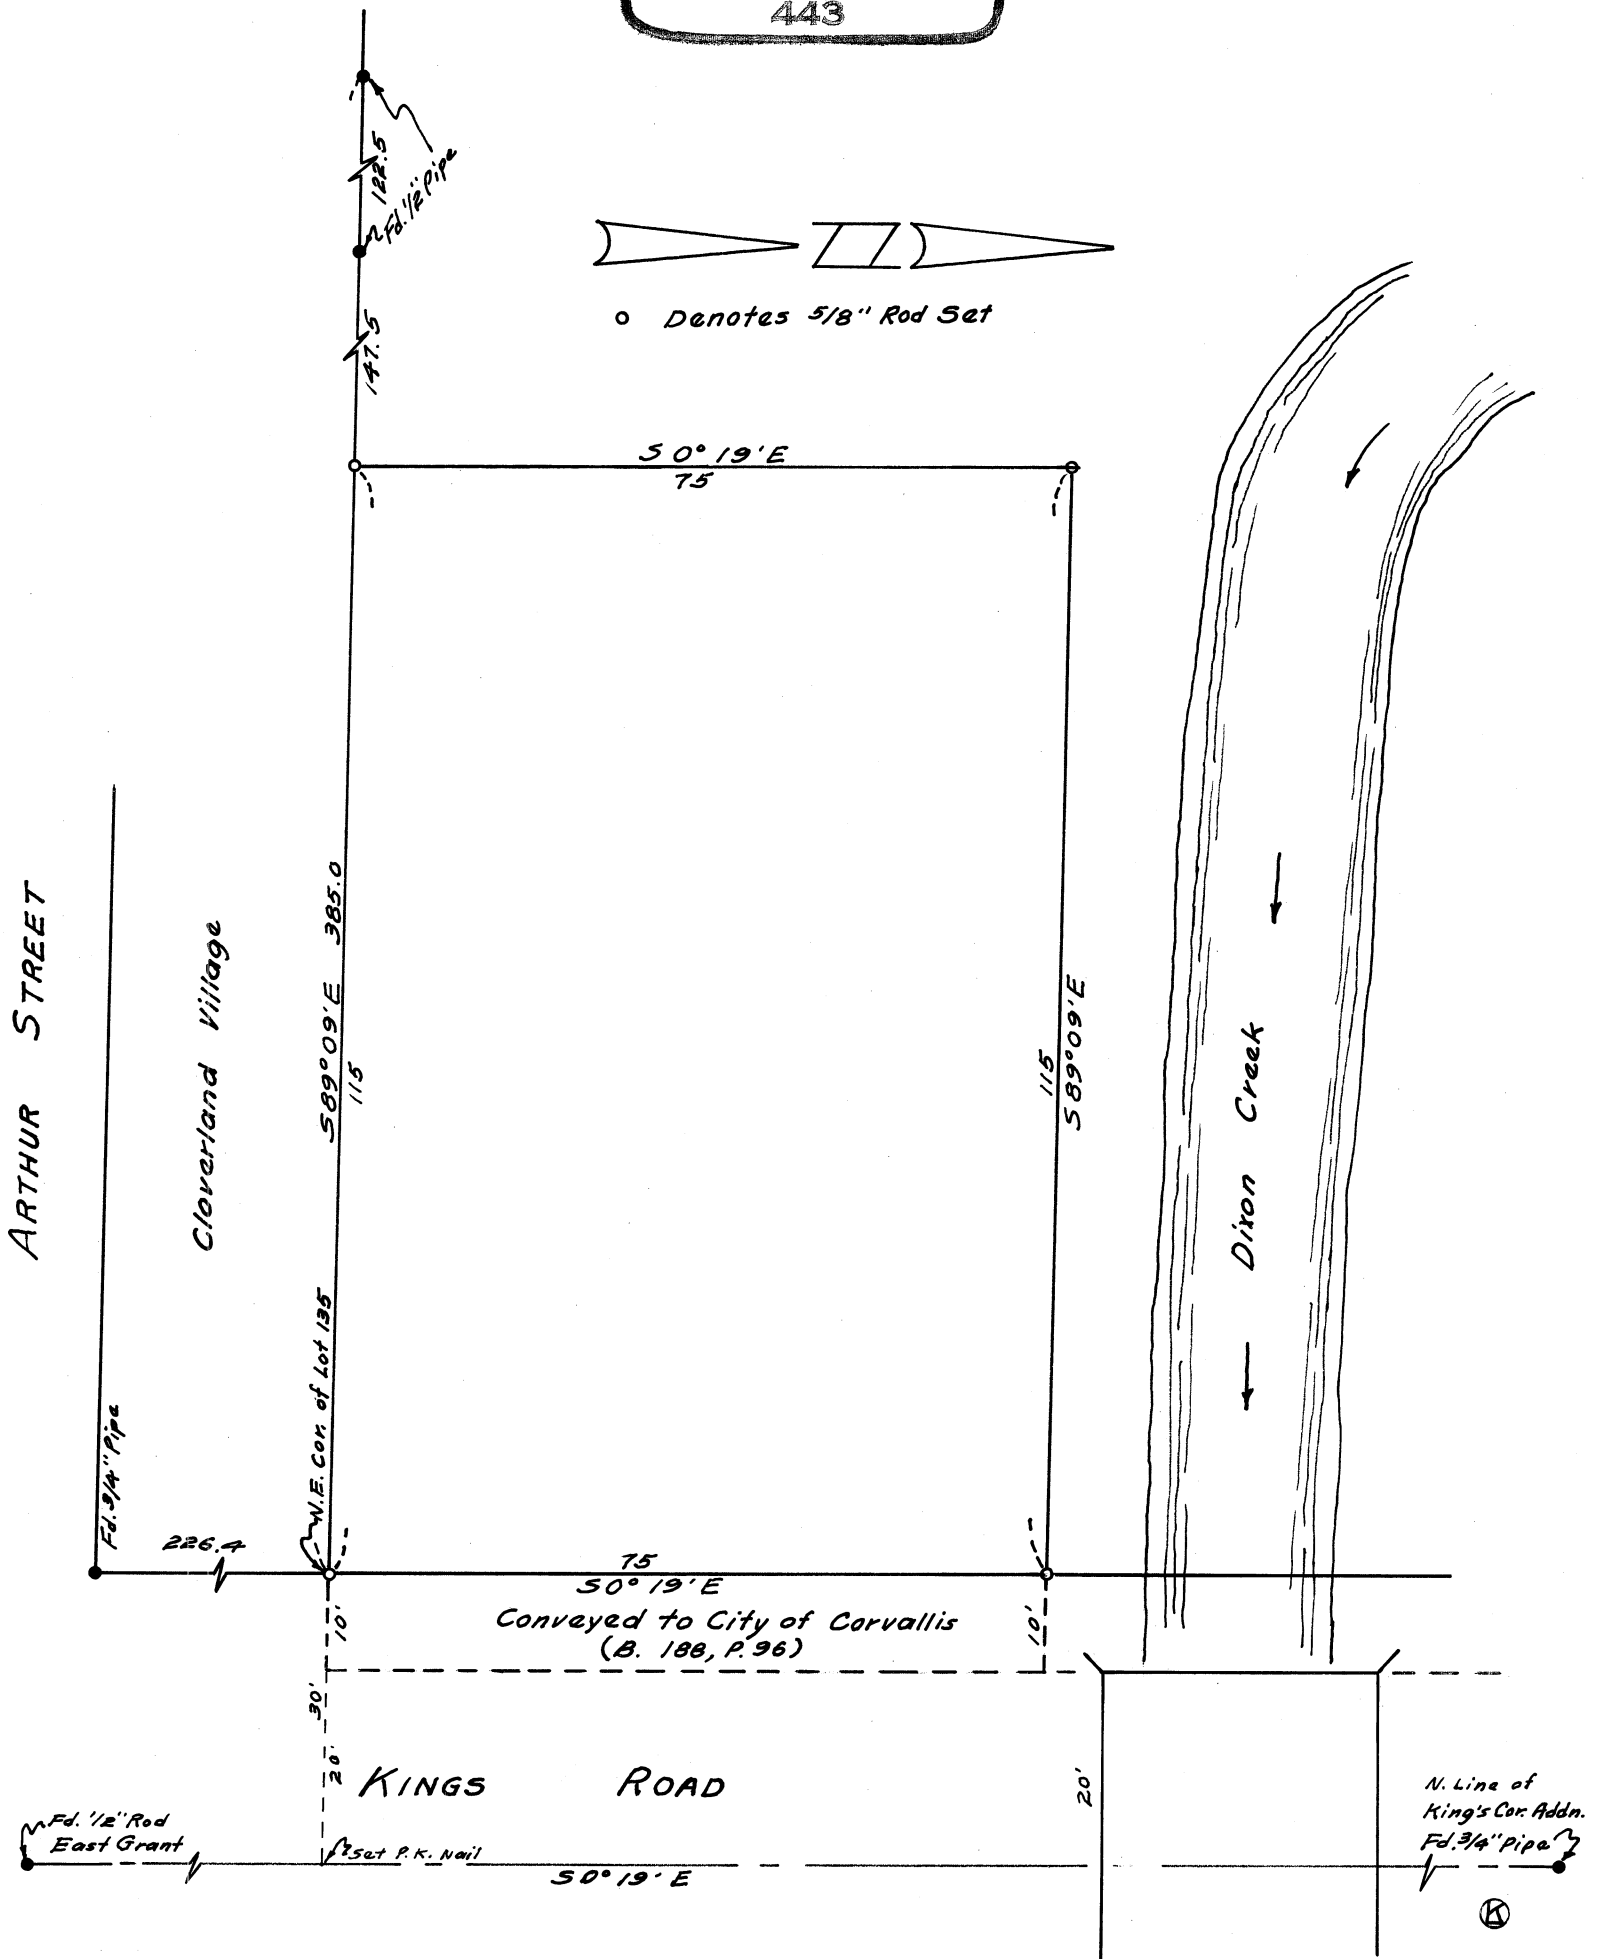 443
122.5
Fd. 1/2" Pipe
N
o Denotes 5/8" Rod Set
147.5
S 0° 19' E
75
ARTHUR STREET
Cloverland Village
S 89° 09' E 385.0
115
115
S 89° 09' E
Dixon Creek
N.E. Cor. of Lot 135
Fd. 3/4" Pipe
226.4
75
S 0° 19' E
10'
Conveyed to City of Corvallis
(B. 188, P. 96)
10'
30'
20'
KINGS ROAD
20'
N. Line of
King's Cor. Addn.
Fd. 3/4" Pipe
Fd. 1/2" Rod
East Grant
Set P.K. Nail
S 0° 19' E
K